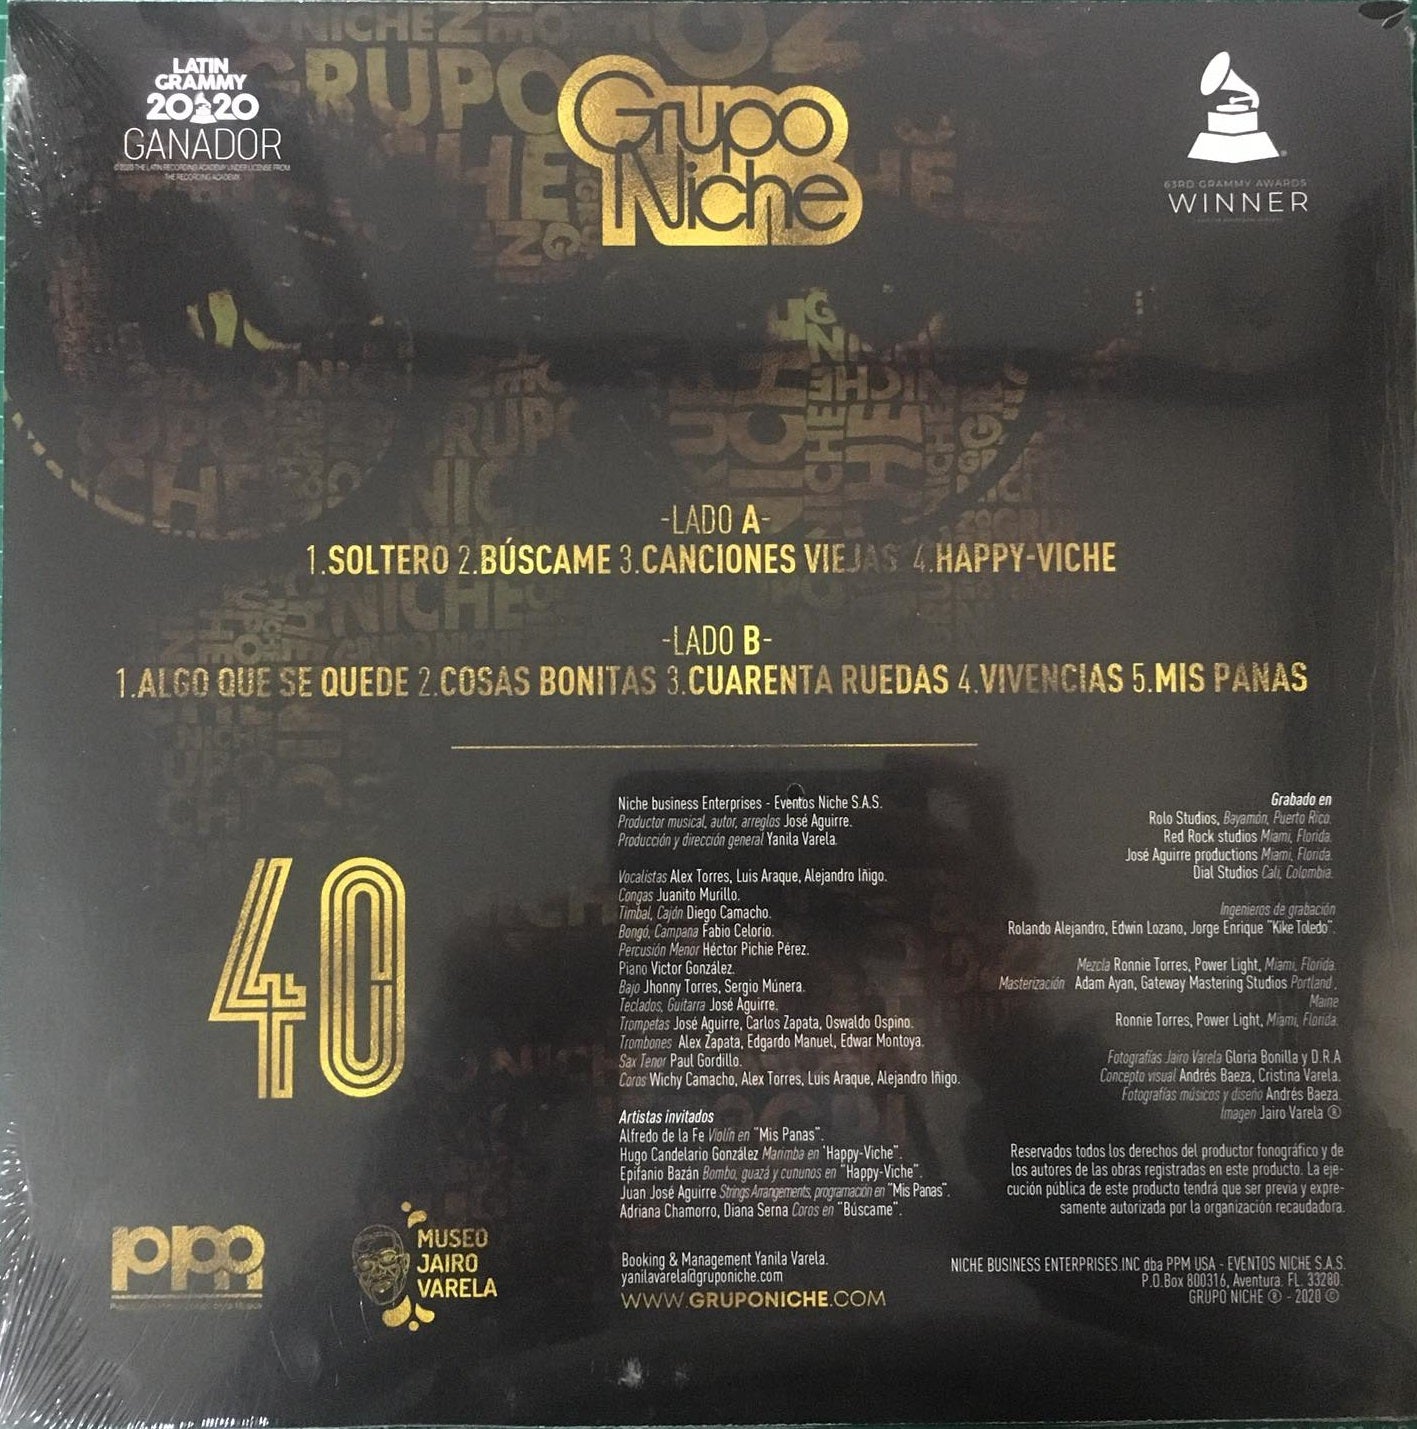 LATIN
GRAMMY
2020
GANADOR
©2020 THE LATIN RECORDING ACADEMY UNDER LICENSE FROM
THE RECORDING ACADEMY.
Grupo
Niche
63RD GRAMMY AWARDS
WINNER
-LADO A-
1.SOLTERO 2.BÚSCAME 3.CANCIONES VIEJAS 4.HAPPY-VICHE
-LADO B-
1.ALGO QUE SE QUEDE 2.COSAS BONITAS 3.CUARENTA RUEDAS 4.VIVENCIAS 5.MIS PANAS
40
Niche business Enterprises - Eventos Niche S.A.S.
Productor musical, autor, arreglos José Aguirre.
Producción y dirección general Yanila Varela.
Vocalistas Alex Torres, Luis Araque, Alejandro Iñigo.
Congas Juanito Murillo.
Timbal, Cajón Diego Camacho.
Bongó, Campana Fabio Celorio.
Percusión Menor Héctor Pichie Pérez.
Piano Victor González.
Bajo Jhonny Torres, Sergio Múnera.
Teclados, Guitarra José Aguirre.
Trompetas José Aguirre, Carlos Zapata, Oswaldo Ospino.
Trombones Alex Zapata, Edgardo Manuel, Edwar Montoya.
Sax Tenor Paul Gordillo.
Coros Wichy Camacho, Alex Torres, Luis Araque, Alejandro Iñigo.
Artistas invitados
Alfredo de la Fe Violín en "Mis Panas".
Hugo Candelario González Marimba en 'Happy-Viche".
Epifanio Bazán Bombo, guazá y cununos en "Happy-Viche".
Juan José Aguirre Strings Arrangements, programación en "Mis Panas".
Adriana Chamorro, Diana Serna Coros en "Búscame".
Booking & Management Yanila Varela.
yanilavarela@gruponiche.com
WWW.GRUPONICHE.COM
Grabado en
Rolo Studios, Bayamón, Puerto Rico.
Red Rock studios Miami, Florida.
José Aguirre productions Miami, Florida.
Dial Studios Cali, Colombia.
Ingenieros de grabación
Rolando Alejandro, Edwin Lozano, Jorge Enrique "Kike Toledo".
Mezcla Ronnie Torres, Power Light, Miami, Florida.
Masterización Adam Ayan, Gateway Mastering Studios Portland,
Maine
Ronnie Torres, Power Light, Miami, Florida.
Fotografías Jairo Varela Gloria Bonilla y D.R.A
Concepto visual Andrés Baeza, Cristina Varela.
Fotografías músicos y diseño Andrés Baeza.
Imagen Jairo Varela ®
Reservados todos los derechos del productor fonográfico y de
los autores de las obras registradas en este producto. La eje-
cución pública de este producto tendrá que ser previa y expre-
samente autorizada por la organización recaudadora.
NICHE BUSINESS ENTERPRISES.INC dba PPM USA - EVENTOS NICHE S.A.S.
P.O.Box 800316, Aventura. FL. 33280.
GRUPO NICHE ® - 2020 ©
ppm
MUSEO
JAIRO
VARELA